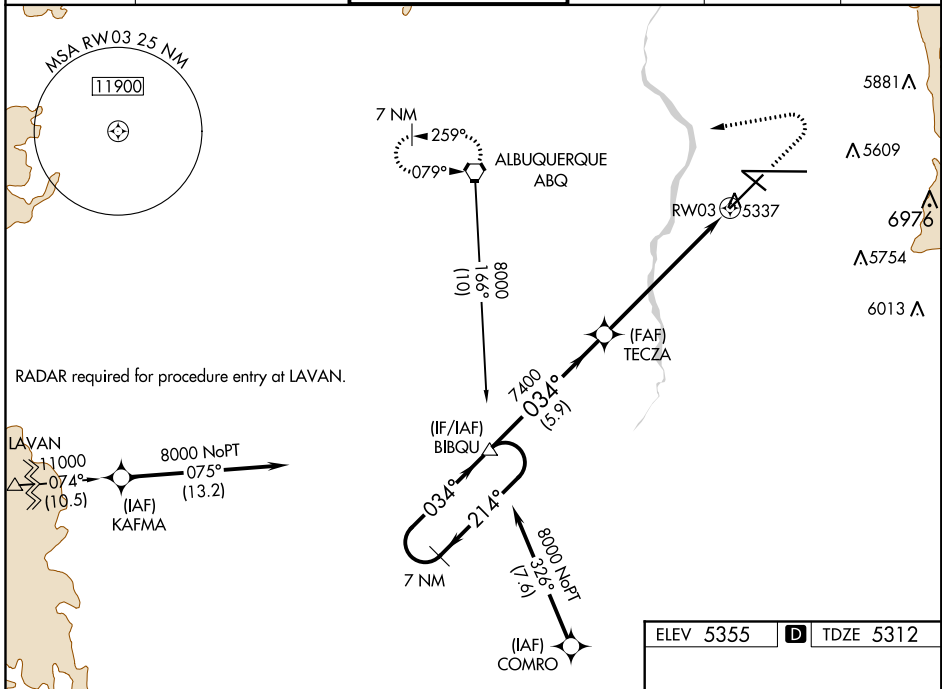 MSA RW03 25 NM
11900
7 NM
259°
079°
ALBUQUERQUE
ABQ
8000
166°
(10)
5881
5609
RW03
5337
6976
5754
6013
(FAF)
TECZA
7400
034°
(5.9)
RADAR required for procedure entry at LAVAN.
(IF/IAF)
BIBQU
LAVAN
11000
074°
(10.5)
(IAF)
KAFMA
8000 NoPT
075°
(13.2)
034°
214°
7 NM
8000 NoPT
326°
(7.6)
(IAF)
COMRO
ELEV 5355
D
TDZE 5312